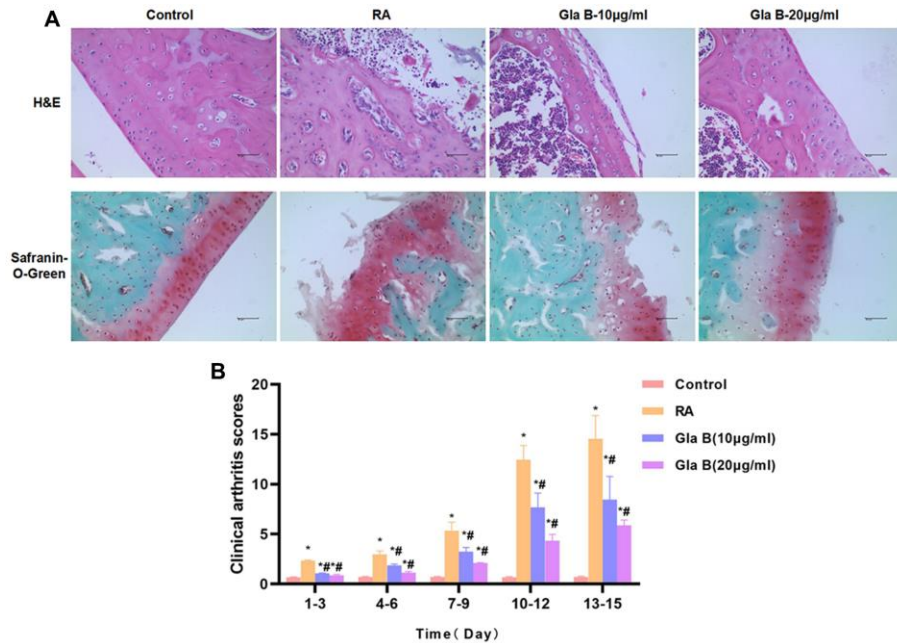 A
Control RA Gla B-10μg/ml Gla B-20μg/ml
H&E
Safranin-
O-Green
B
Clinical arthritis scores
20
15
10
5
0
* *#*#
* *# *#
* *# *#
* *# *#
* *# *#
1-3 4-6 7-9 10-12 13-15
Time( Day)
Control
RA
Gla B(10μg/ml)
Gla B(20μg/ml)